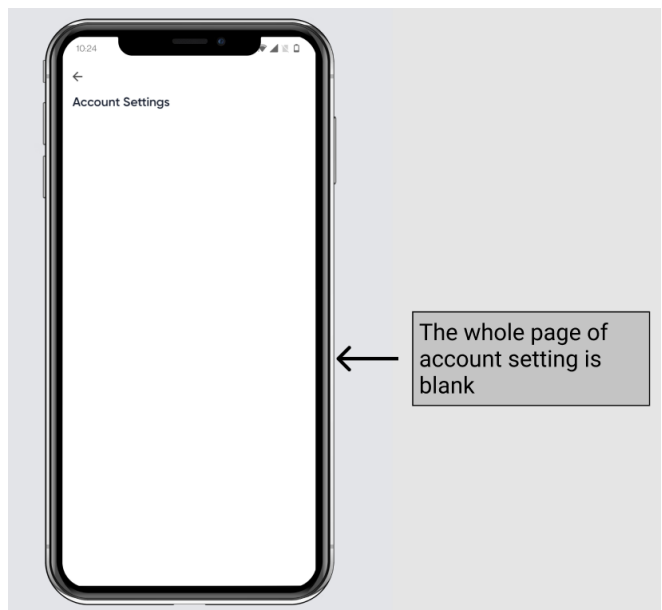 10:24
Account Settings
The whole page of
account setting is
blank